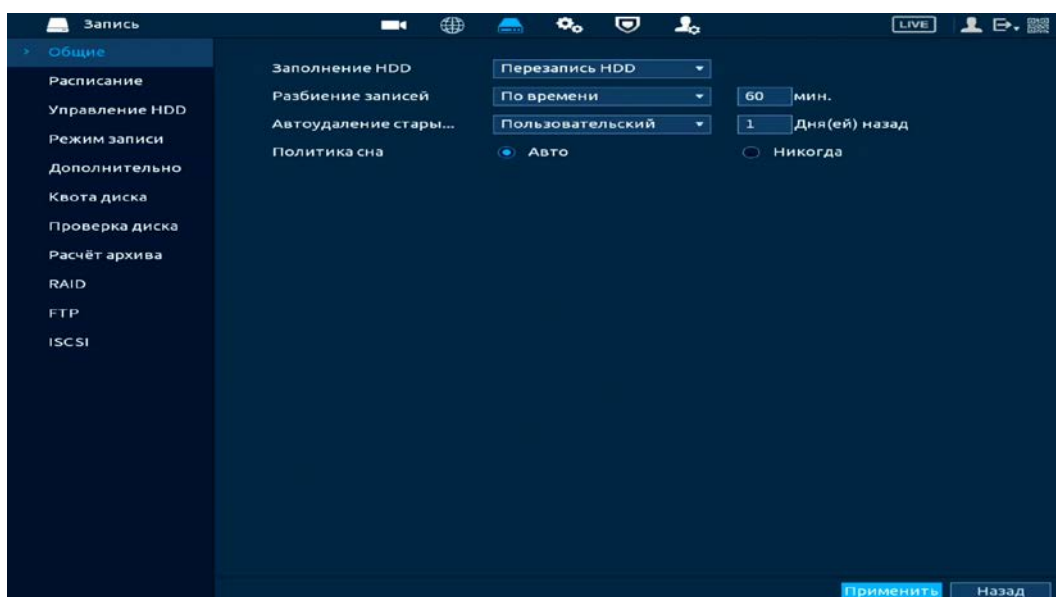 Запись
LIVE
Общие
Расписание
Управление HDD
Режим записи
Дополнительно
Квота диска
Проверка диска
Расчёт архива
RAID
FTP
ISCSI
Заполнение HDD Перезапись HDD
Разбиение записей По времени 60 мин.
Автоудаление стары... Пользовательский 1 Дня(ей) назад
Политика сна Авто Никогда
Применить Назад